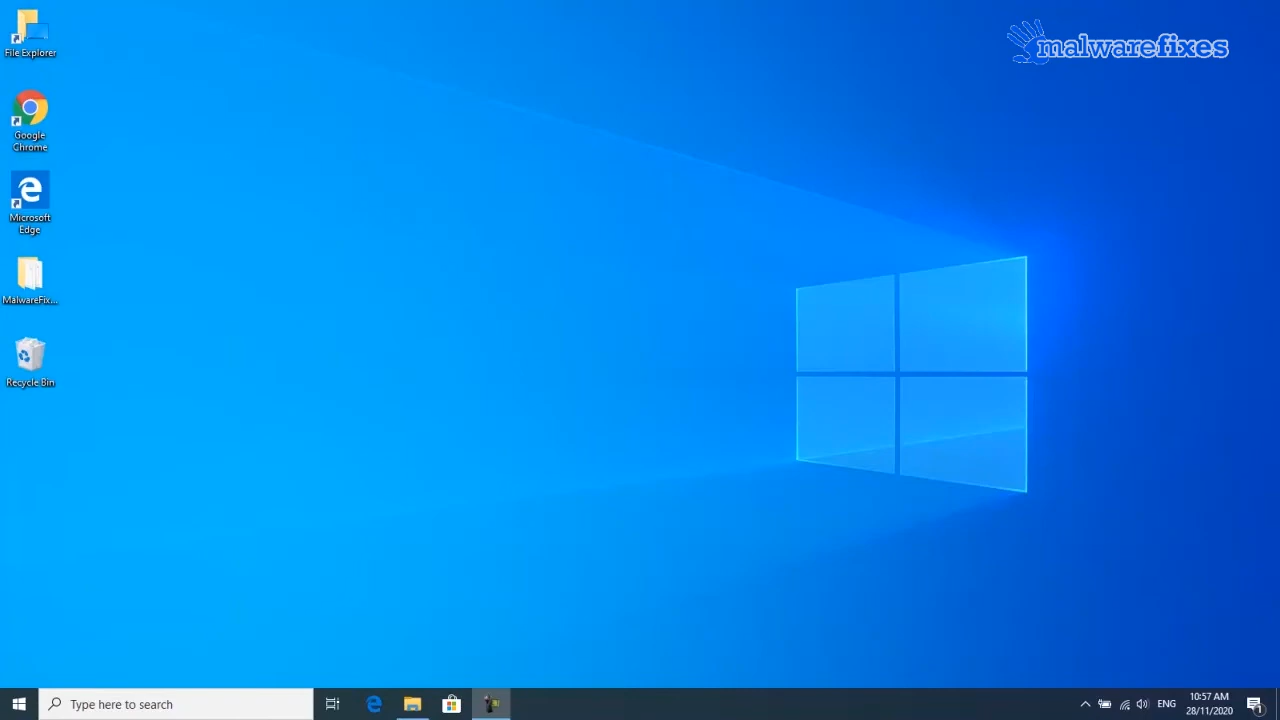 File Explorer
malwarefixes
Google
Chrome
Microsoft
Edge
MalwareFix...
Recycle Bin
Type here to search
ENG
10:57 AM
28/11/2020
1